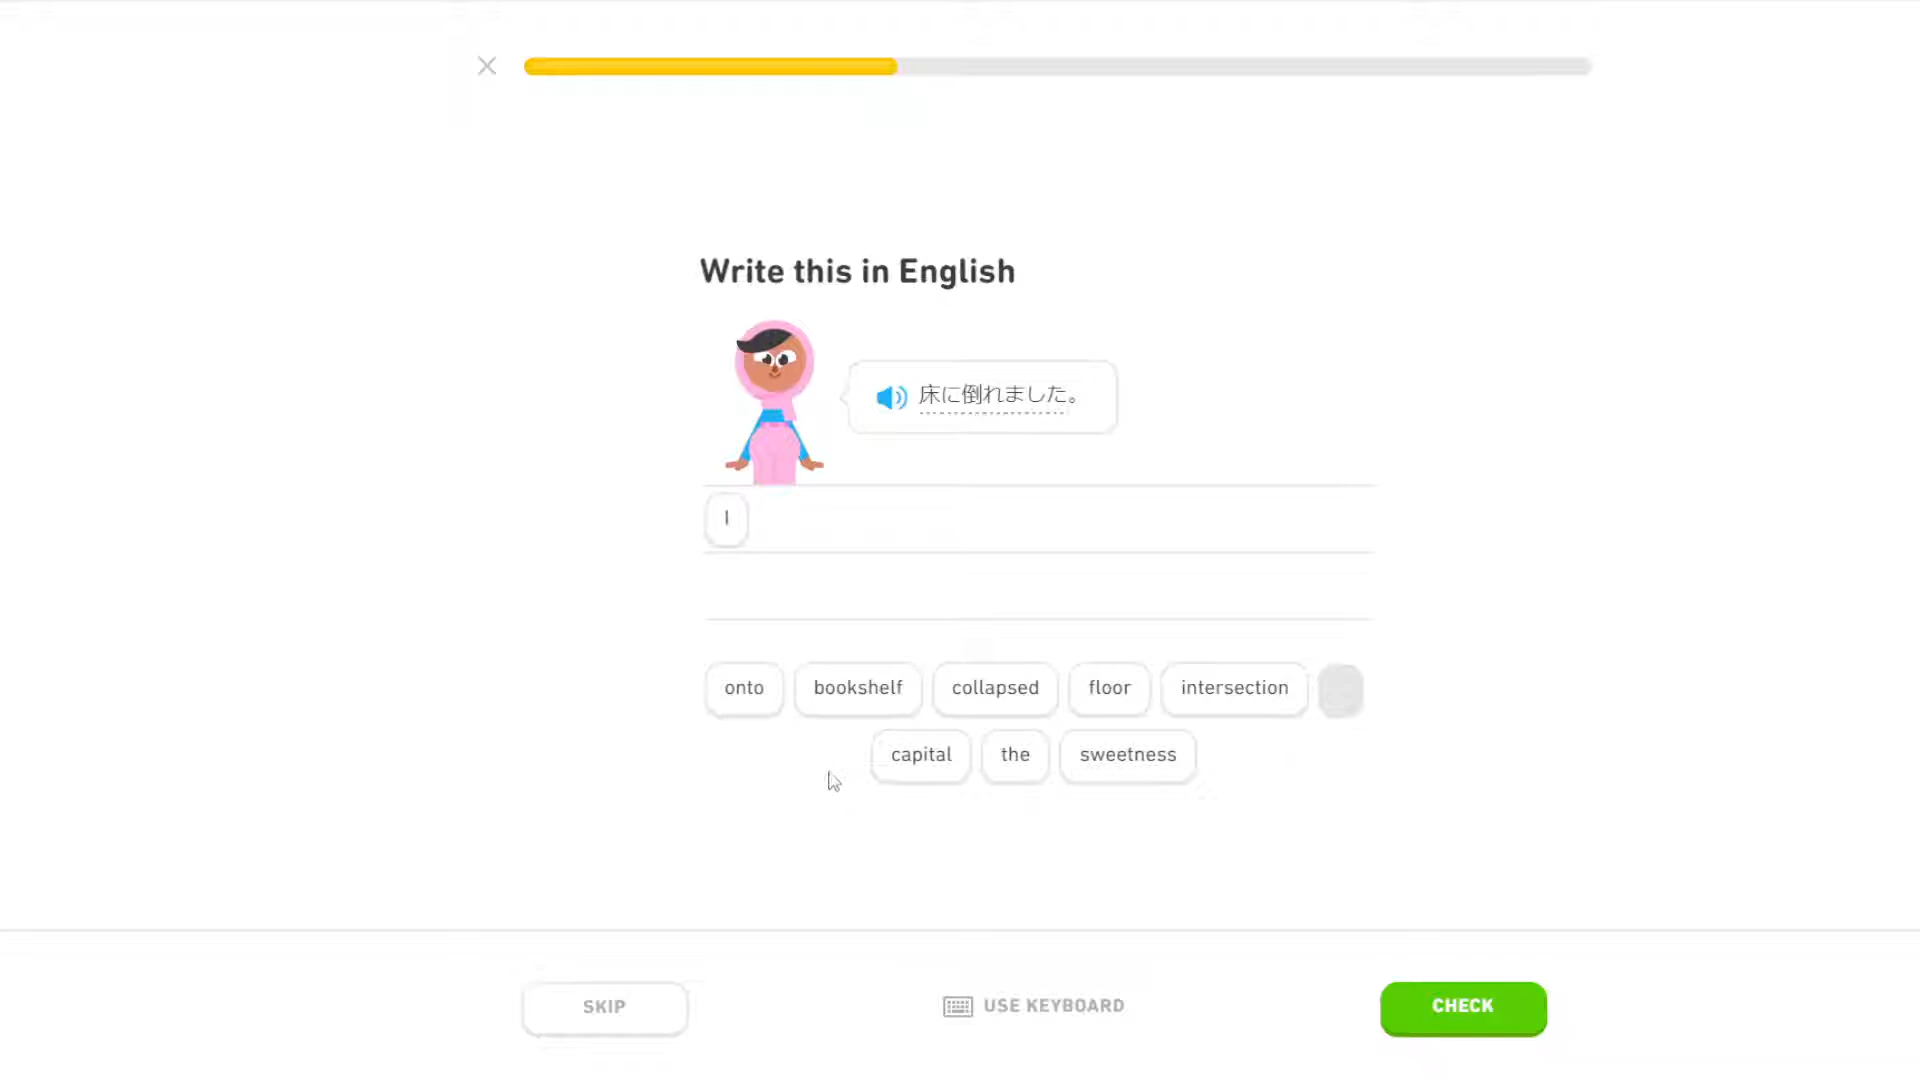 Write this in English
床に倒れました。
I
onto bookshelf collapsed floor intersection
capital the sweetness
SKIP USE KEYBOARD CHECK